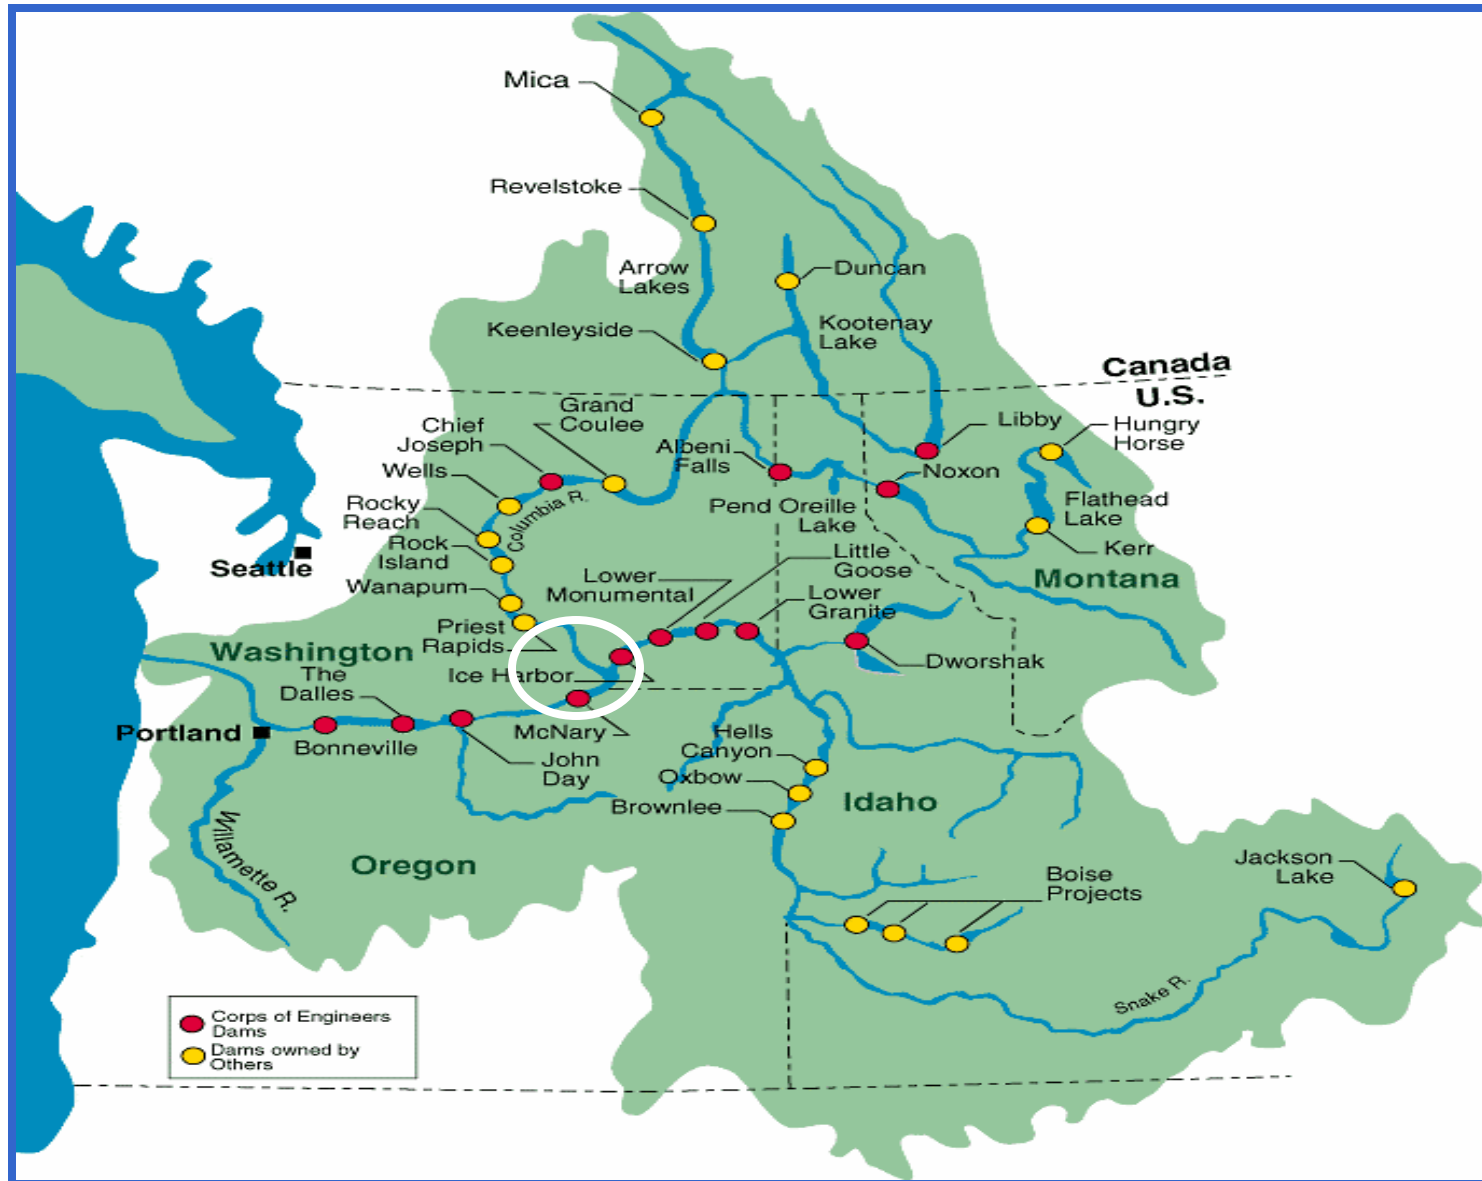 Mica
Revelstoke
Arrow
Lakes
Duncan
Keenleyside
Kootenay
Lake
Canada
U.S.
Grand
Coulee
Chief
Joseph
Libby
Hungry
Horse
Albeni
Falls
Wells
Noxon
Rocky
Reach
Columbia R.
Pend Oreille
Lake
Flathead
Lake
Rock
Island
Kerr
Little
Goose
Seattle
Lower
Monumental
Montana
Wanapum
Lower
Granite
Priest
Rapids
Washington
Dworshak
Ice Harbor
The
Dalles
Portland
McNary
Hells
Canyon
Bonneville
John
Day
Oxbow
Brownlee
Idaho
Willamette R.
Oregon
Jackson
Lake
Boise
Projects
Snake R.
Corps of Engineers
Dams
Dams owned by
Others